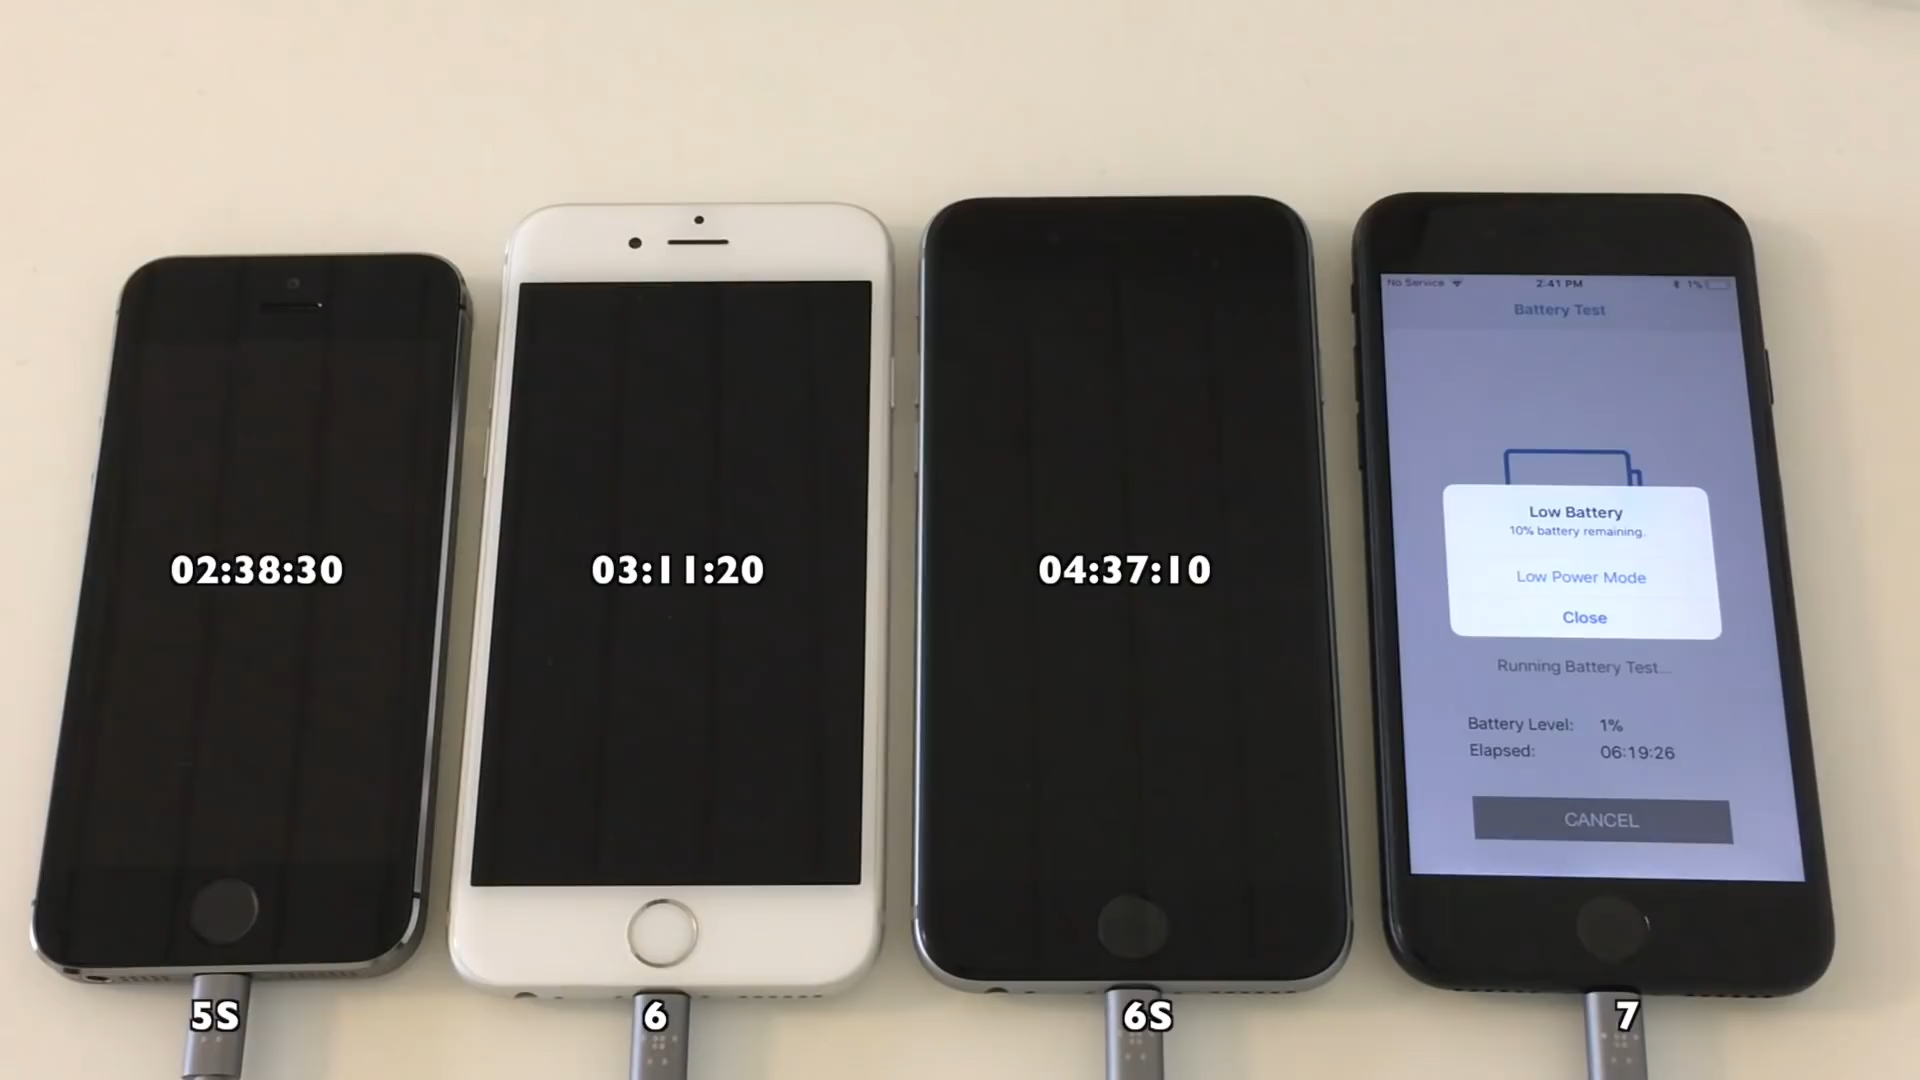 No Service 2:41 PM 1%
Battery Test
Low Battery
10% battery remaining.
Low Power Mode
Close
02:38:30 03:11:20 04:37:10
Running Battery Test...
Battery Level: 1%
Elapsed: 06:19:26
CANCEL
5S 6 6S 7